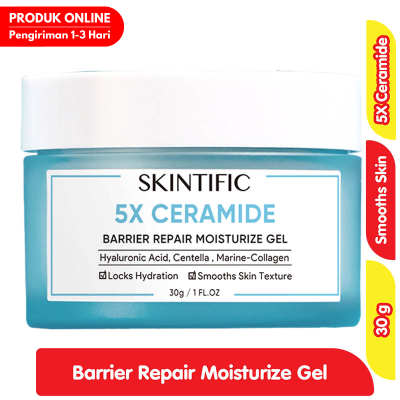 PRODUK ONLINE
Pengiriman 1-3 Hari
5X Ceramide
Smooths Skin
30 g
SKINTIFIC
5X CERAMIDE
BARRIER REPAIR MOISTURIZE GEL
Hyaluronic Acid, Centella , Marine-Collagen
Locks Hydration Smooths Skin Texture
30g / 1 FL.OZ
Barrier Repair Moisturize Gel